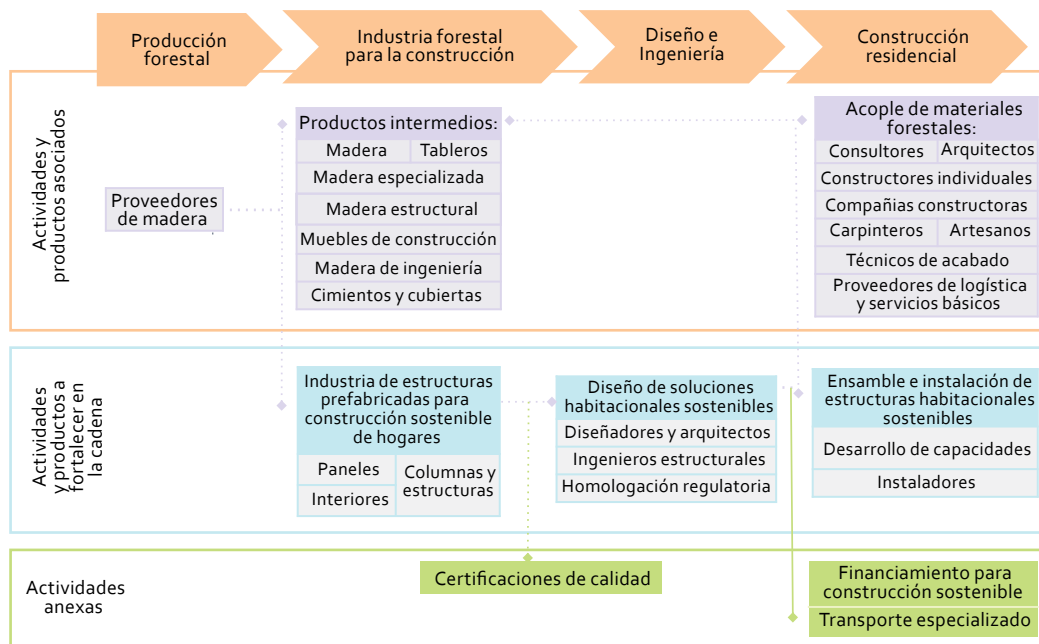 Producción
forestal
Industria forestal
para la construcción
Diseño e
Ingeniería
Construcción
residencial
Actividades y
productos asociados
Proveedores
de madera
Productos intermedios:
Madera
Tableros
Madera especializada
Madera estructural
Muebles de construcción
Madera de ingeniería
Cimientos y cubiertas
Acople de materiales
forestales:
Consultores
Arquitectos
Constructores individuales
Compañias constructoras
Carpinteros
Artesanos
Técnicos de acabado
Proveedores de logística
y servicios básicos
Actividades
y productos a
fortalecer en
la cadena
Industria de estructuras
prefabricadas para
construcción sostenible
de hogares
Paneles
Interiores
Columnas y
estructuras
Diseño de soluciones
habitacionales sostenibles
Diseñadores y arquitectos
Ingenieros estructurales
Homologación regulatoria
Ensamble e instalación de
estructuras habitacionales
sostenibles
Desarrollo de capacidades
Instaladores
Actividades
anexas
Certificaciones de calidad
Financiamiento para
construcción sostenible
Transporte especializado